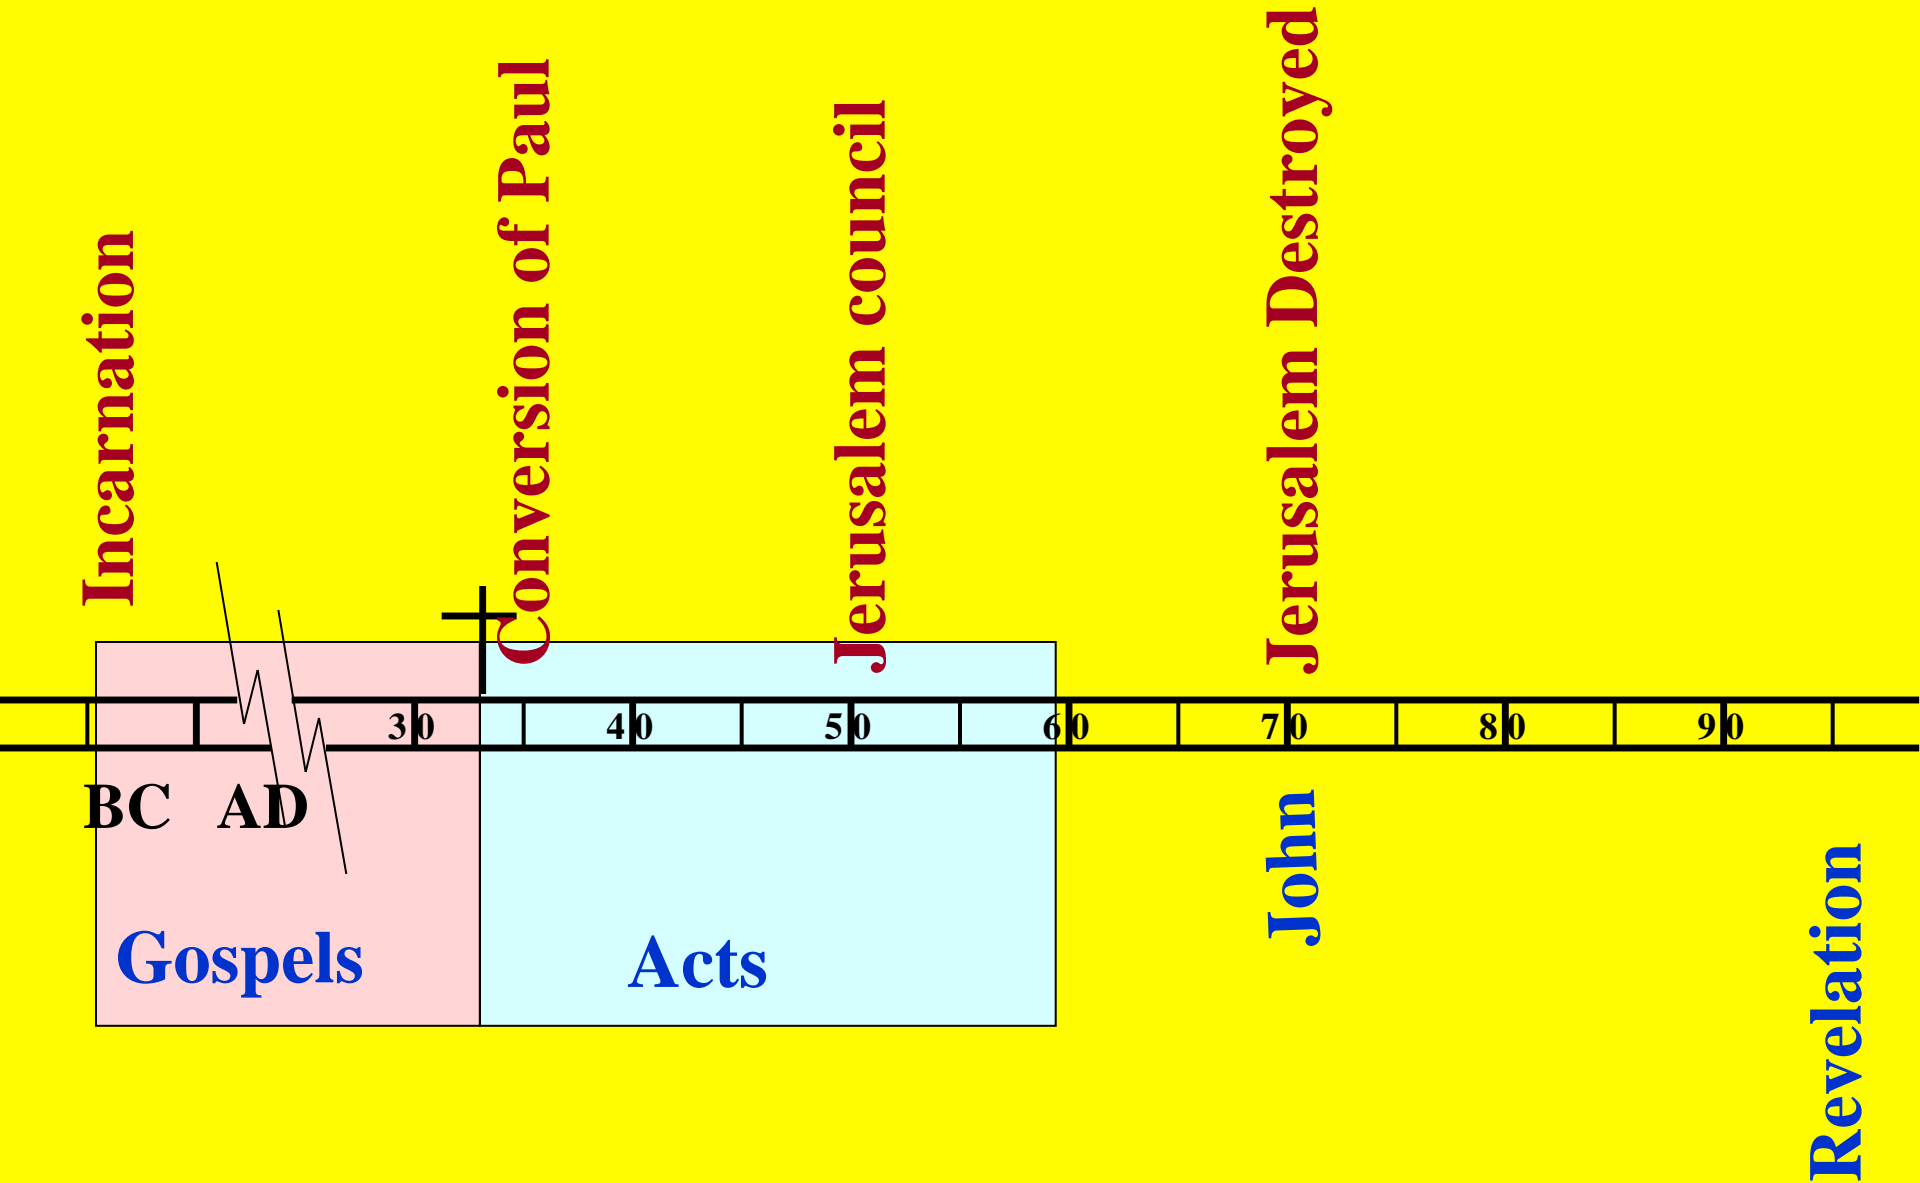 Incarnation
Conversion of Paul
Jerusalem council
Jerusalem Destroyed
30 40 50 60 70 80 90
BC AD
Gospels
Acts
John
Revelation